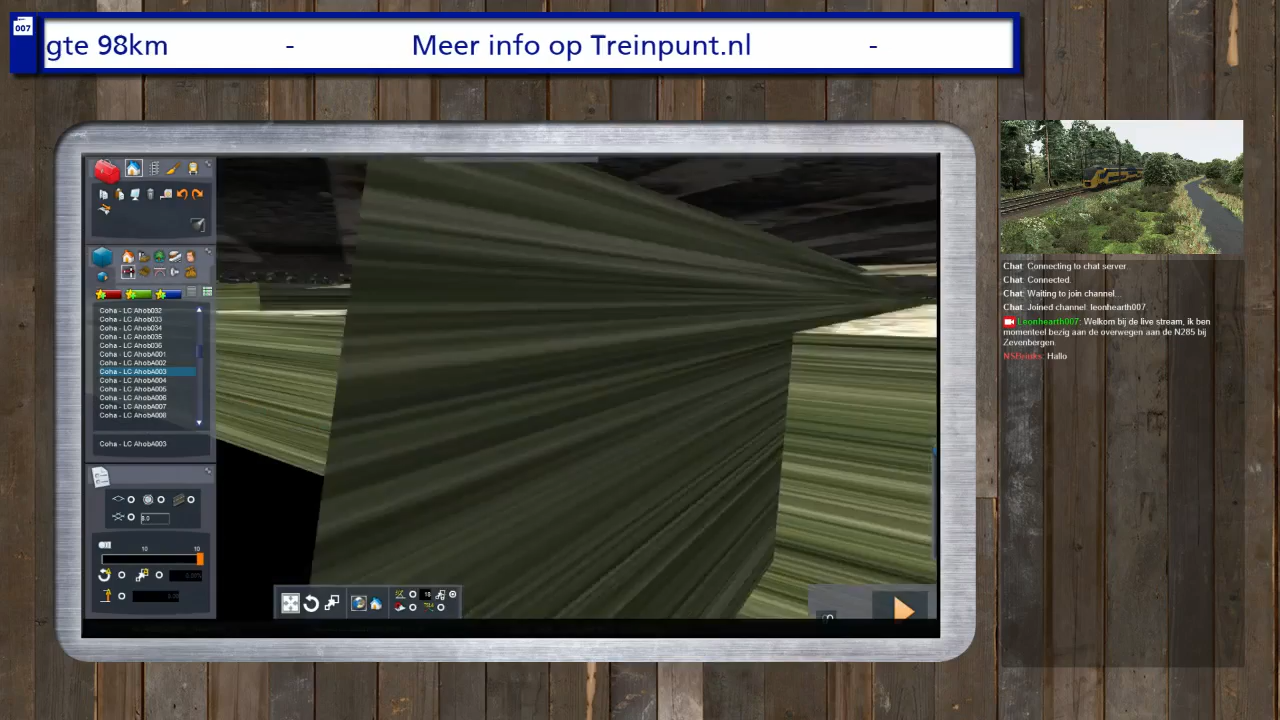 007
gte 98km - Meer info op Treinpunt.nl -
Coha - LC Ahob032
Coha - LC Ahob033
Coha - LC Ahob034
Coha - LC Ahob035
Coha - LC Ahob036
Coha - LC AhobA001
Coha - LC AhobA002
Coha - LC AhobA003
Coha - LC AhobA004
Coha - LC AhobA005
Coha - LC AhobA006
Coha - LC AhobA007
Coha - LC AhobA008
Coha - LC AhobA003
10 10
Chat: Connecting to chat server.
Chat: Connected.
Chat: Waiting to join channel...
Chat: Joined channel: leonhearth007
Leonhearth007: Welkom bij de live stream, ik ben
momenteel bezig aan de overwegen aan de N285 bij
Zevenbergen.
Hallo